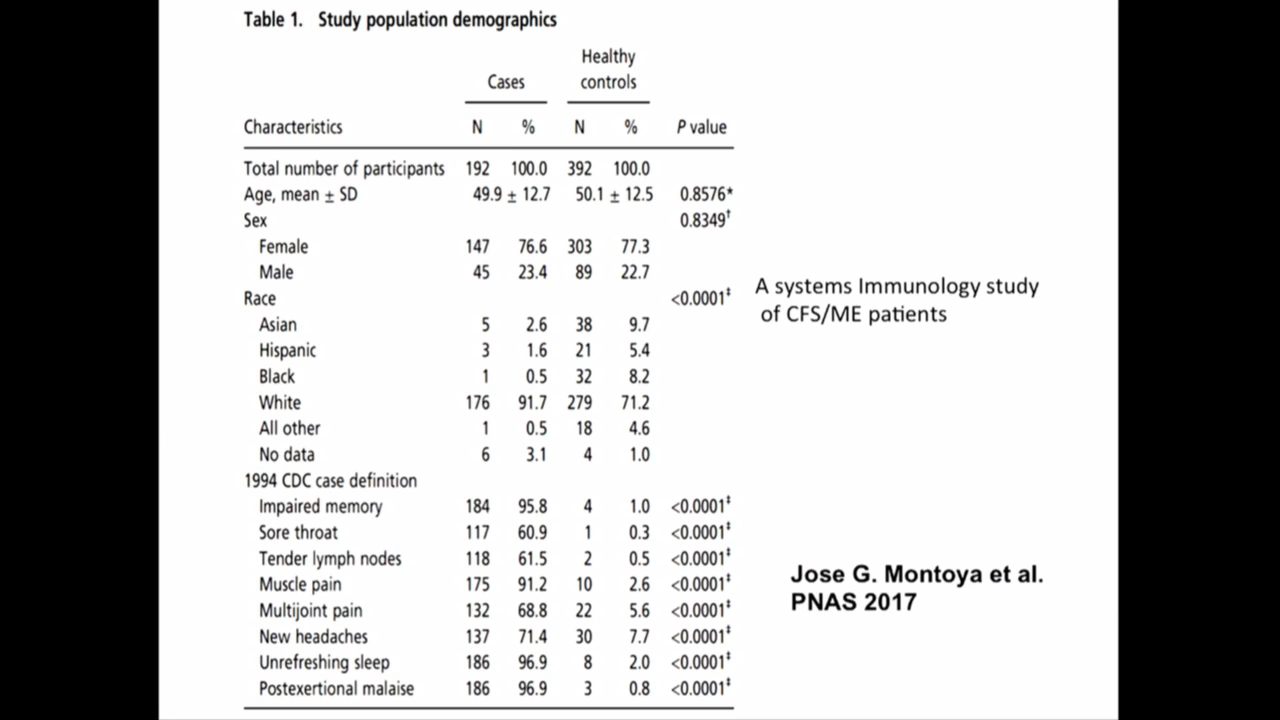 Table 1. Study population demographics
Cases Healthy controls
Characteristics N % N % P value
Total number of participants 192 100.0 392 100.0
Age, mean ± SD 49.9 ± 12.7 50.1 ± 12.5 0.8576*
Sex 0.8349†
Female 147 76.6 303 77.3
Male 45 23.4 89 22.7
Race <0.0001‡
Asian 5 2.6 38 9.7
Hispanic 3 1.6 21 5.4
Black 1 0.5 32 8.2
White 176 91.7 279 71.2
All other 1 0.5 18 4.6
No data 6 3.1 4 1.0
1994 CDC case definition
Impaired memory 184 95.8 4 1.0 <0.0001‡
Sore throat 117 60.9 1 0.3 <0.0001‡
Tender lymph nodes 118 61.5 2 0.5 <0.0001‡
Muscle pain 175 91.2 10 2.6 <0.0001‡
Multijoint pain 132 68.8 22 5.6 <0.0001‡
New headaches 137 71.4 30 7.7 <0.0001‡
Unrefreshing sleep 186 96.9 8 2.0 <0.0001‡
Postexertional malaise 186 96.9 3 0.8 <0.0001‡
A systems Immunology study
of CFS/ME patients
Jose G. Montoya et al.
PNAS 2017